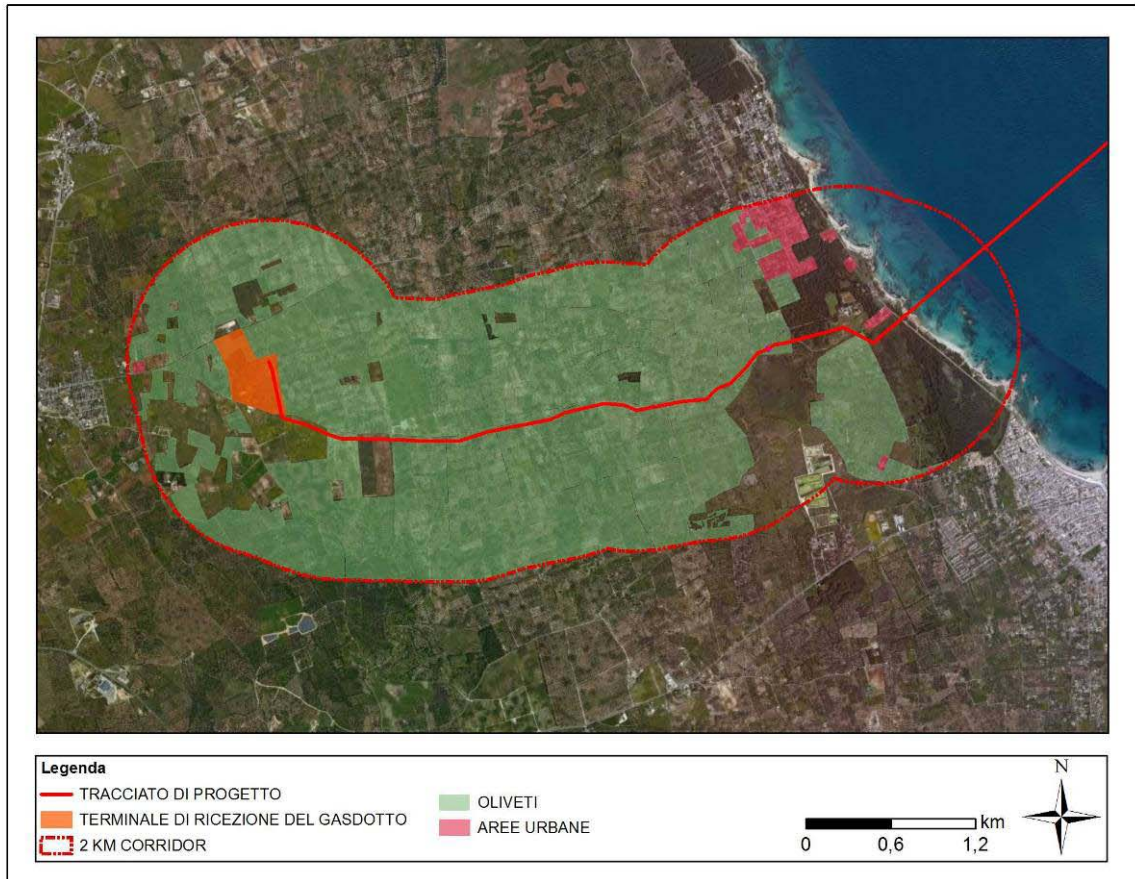 Legenda
TRACCIATO DI PROGETTO
TERMINALE DI RICEZIONE DEL GASDOTTO
2 KM CORRIDOR
OLIVETI
AREE URBANE
N
km
0 0,6 1,2